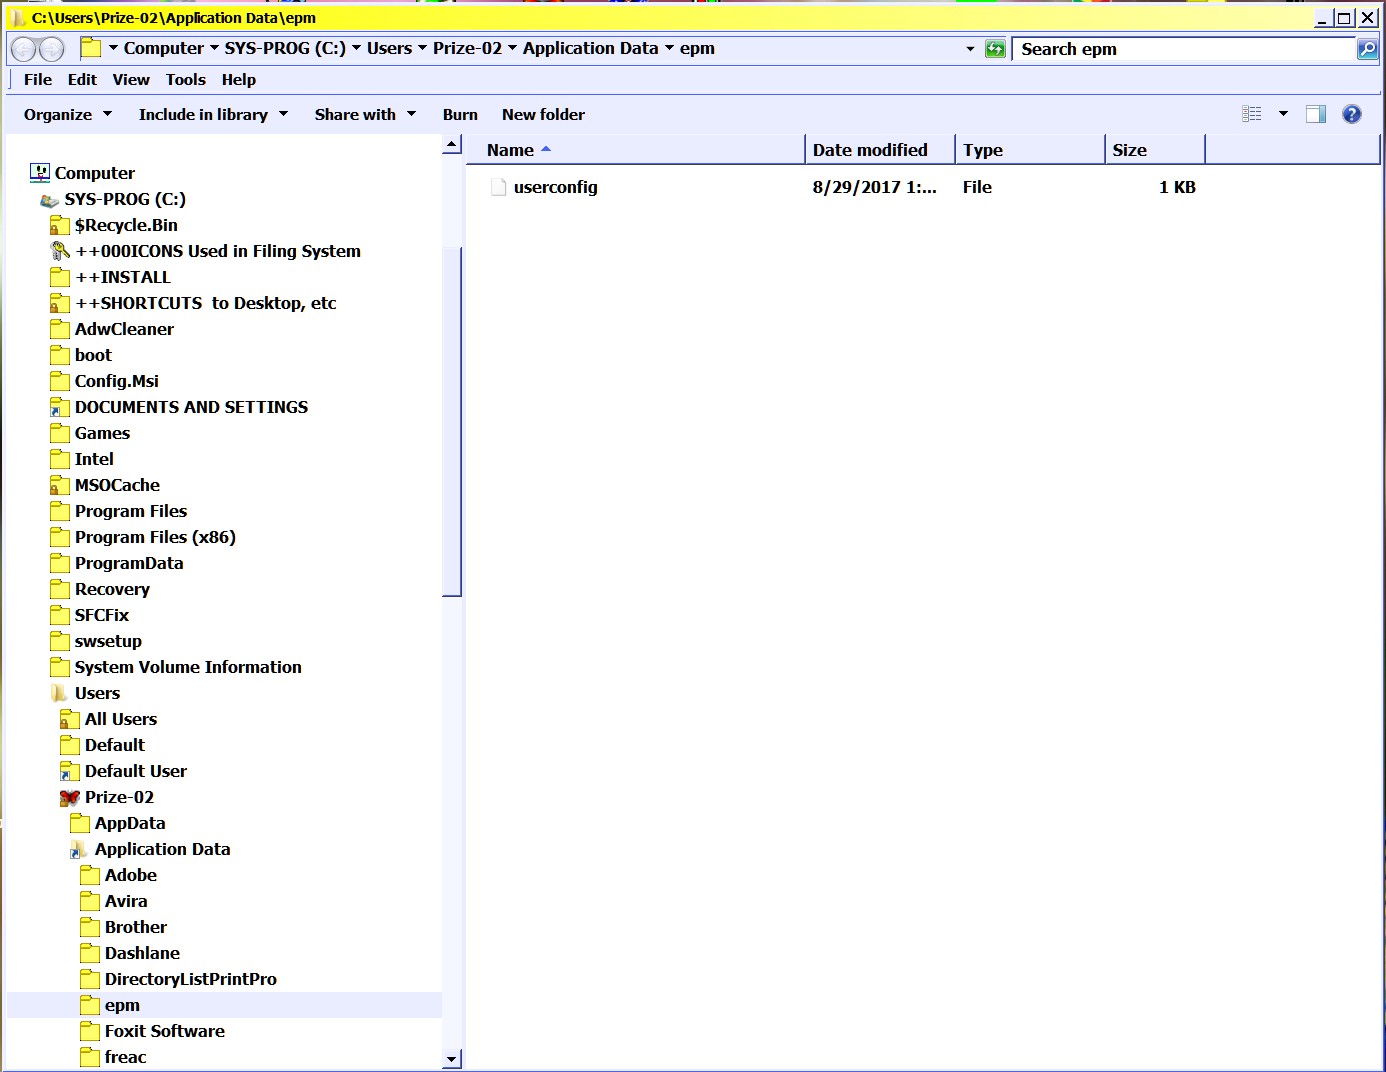 C:\Users\Prize-02\Application Data\epm
Computer SYS-PROG (C:) Users Prize-02 Application Data epm
Search epm
File Edit View Tools Help
Organize Include in library Share with Burn New folder
Name Date modified Type Size
userconfig 8/29/2017 1:... File 1 KB
Computer
SYS-PROG (C:)
$Recycle.Bin
++000ICONS Used in Filing System
++INSTALL
++SHORTCUTS  to Desktop, etc
AdwCleaner
boot
Config.Msi
DOCUMENTS AND SETTINGS
Games
Intel
MSOCache
Program Files
Program Files (x86)
ProgramData
Recovery
SFCFix
swsetup
System Volume Information
Users
All Users
Default
Default User
Prize-02
AppData
Application Data
Adobe
Avira
Brother
Dashlane
DirectoryListPrintPro
epm
Foxit Software
freac